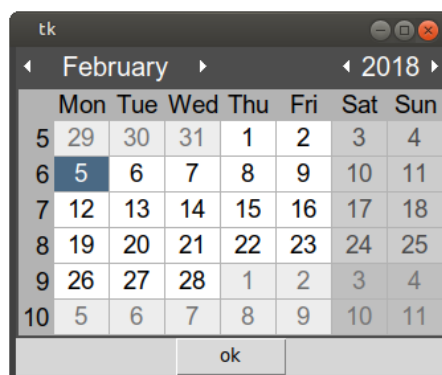 tk
February 2018
Mon Tue Wed Thu Fri Sat Sun
5 29 30 31 1 2 3 4
6 5 6 7 8 9 10 11
7 12 13 14 15 16 17 18
8 19 20 21 22 23 24 25
9 26 27 28 1 2 3 4
10 5 6 7 8 9 10 11
ok